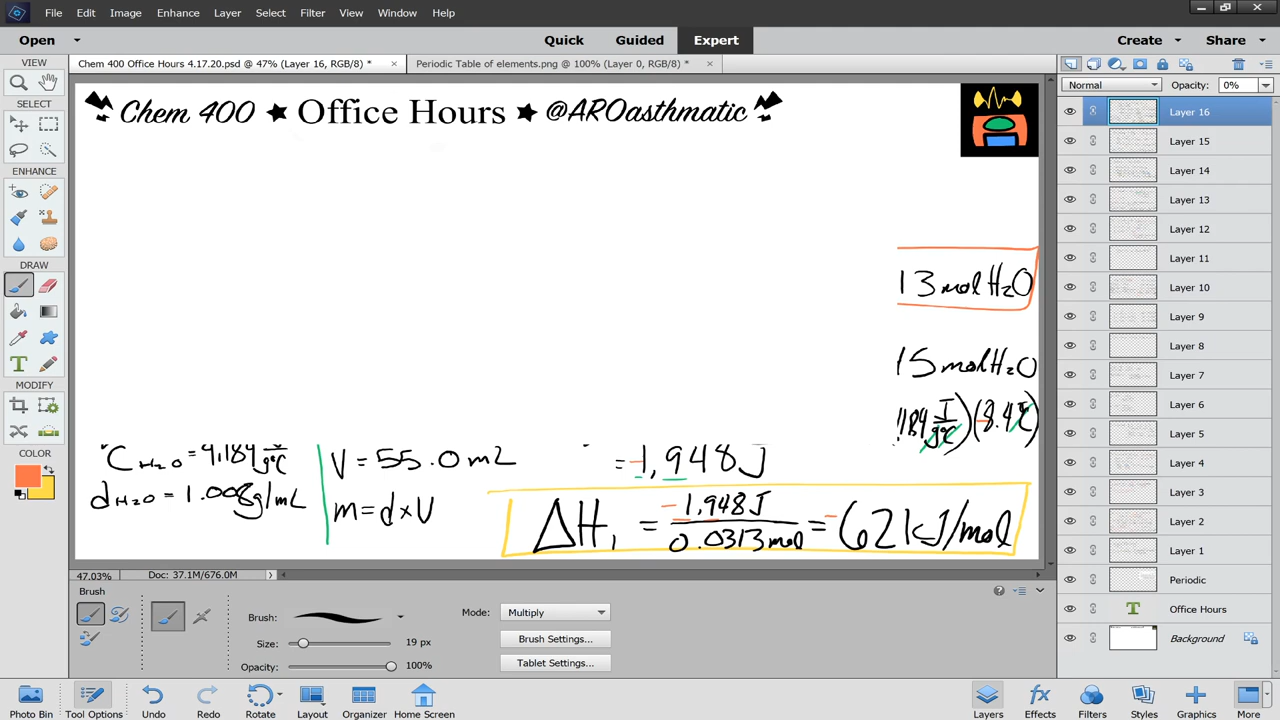 File Edit Image Enhance Layer Select Filter View Window Help
Open Quick Guided Expert Create Share
VIEW
Chem 400 Office Hours 4.17.20.psd @ 47% (Layer 16, RGB/8) * Periodic Table of elements.png @ 100% (Layer 0, RGB/8) *
Normal Opacity: 0%
Chem 400 ★ Office Hours ★ @AROasthmatic
SELECT
ENHANCE
DRAW
MODIFY
COLOR
13 mol H₂O
15 mol H₂O
184 J/g°C)(-8.4°C)
C H₂O = 4.184 J/g°C V = 55.0 mL = -1,948 J
d H₂O = 1.008 g/mL m = d × V ΔH₁ = -1,948 J / 0.0313 mol = -62 kJ/mol
Layer 16
Layer 15
Layer 14
Layer 13
Layer 12
Layer 11
Layer 10
Layer 9
Layer 8
Layer 7
Layer 6
Layer 5
Layer 4
Layer 3
Layer 2
Layer 1
Periodic
T Office Hours
Background
47.03% Doc: 37.1M/676.0M
Brush
Brush:
Size: 19 px
Opacity: 100%
Mode: Multiply
Brush Settings...
Tablet Settings...
Photo Bin Tool Options Undo Redo Rotate Layout Organizer Home Screen Layers Effects Filters Styles Graphics More